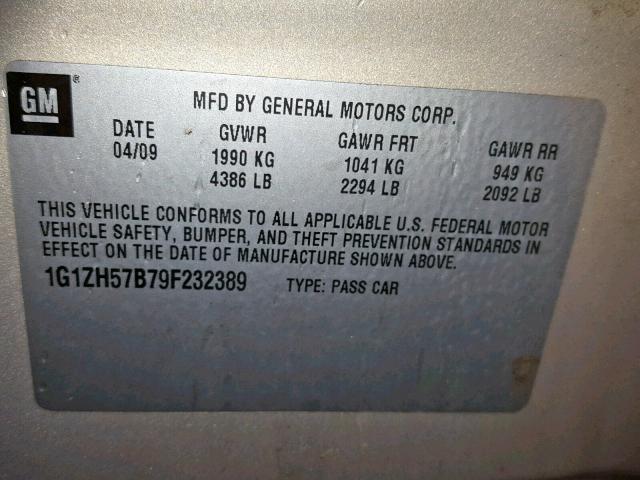 GM ®
MFD BY GENERAL MOTORS CORP.
DATE GVWR GAWR FRT GAWR RR
04/09 1990 KG 1041 KG 949 KG
4386 LB 2294 LB 2092 LB
THIS VEHICLE CONFORMS TO ALL APPLICABLE U.S. FEDERAL MOTOR
VEHICLE SAFETY, BUMPER, AND THEFT PREVENTION STANDARDS IN
EFFECT ON THE DATE OF MANUFACTURE SHOWN ABOVE.
1G1ZH57B79F232389 TYPE: PASS CAR